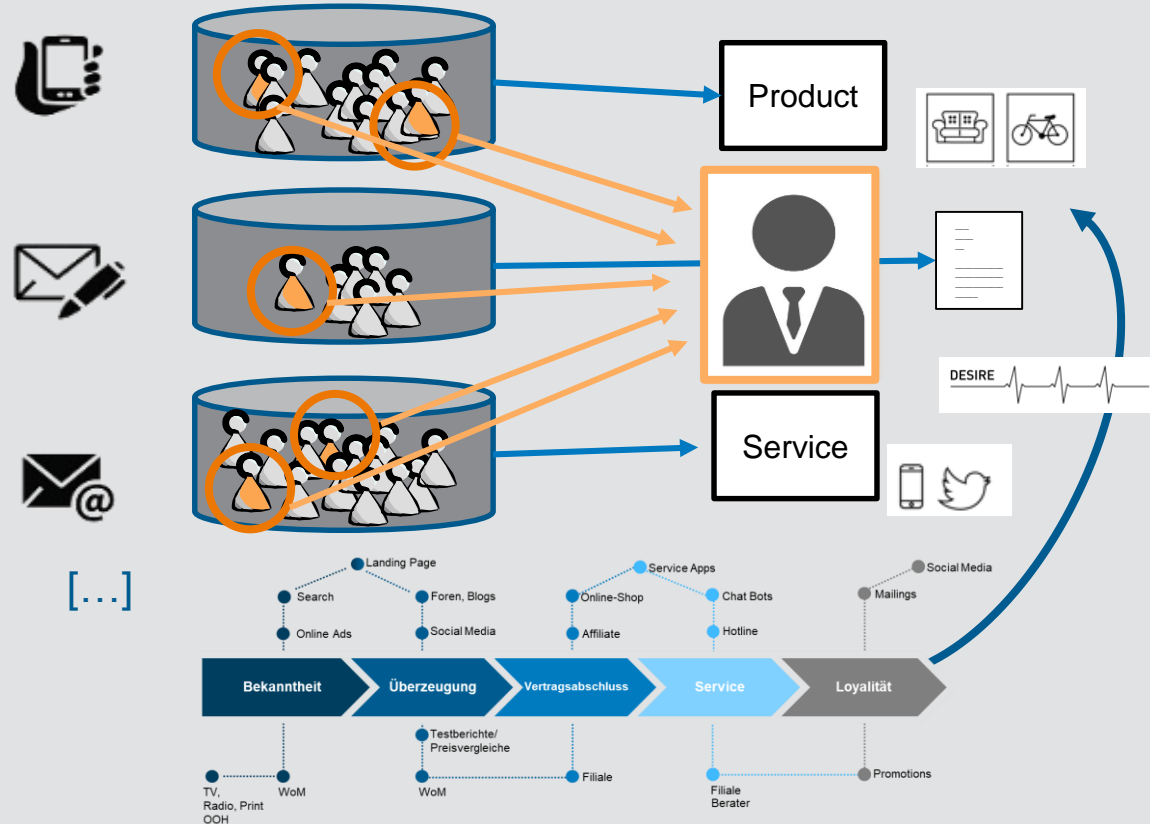 Product
DESIRE
Service
@
[...]
Landing Page
Service Apps
Social Media
Search
Foren, Blogs
Online-Shop
Chat Bots
Mailings
Online Ads
Social Media
Affiliate
Hotline
Bekanntheit
Überzeugung
Vertragsabschluss
Service
Loyalität
Testberichte/
Preisvergleiche
TV,
Radio, Print
OOH
WoM
WoM
Filiale
Filiale
Berater
Promotions